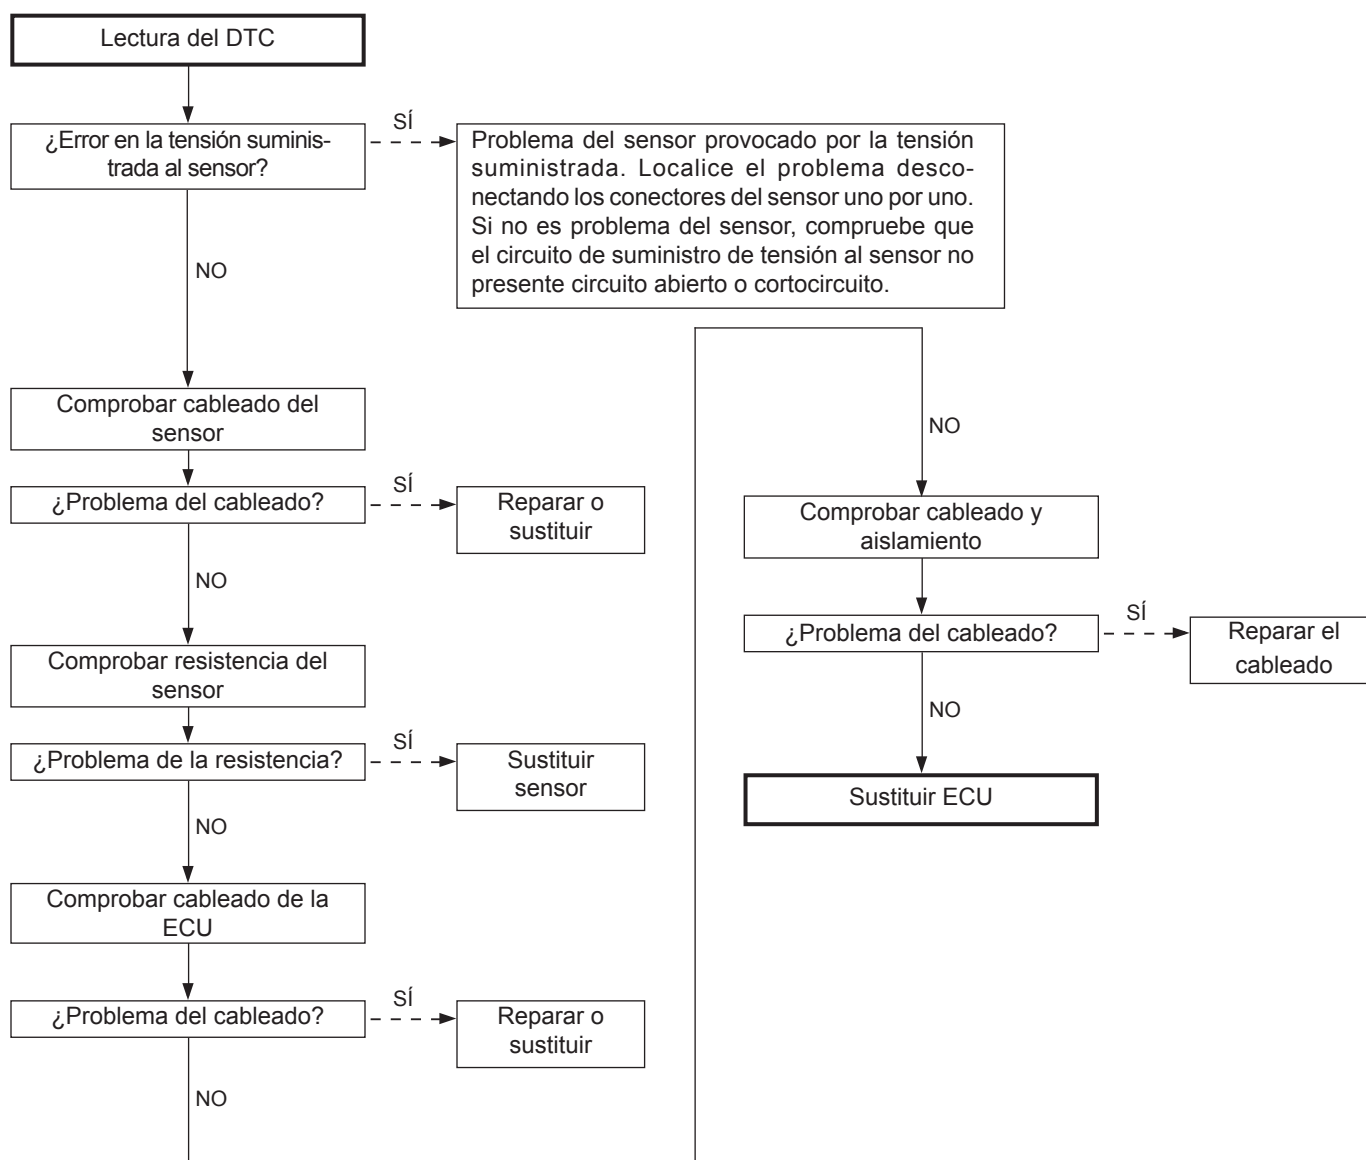 Lectura del DTC
¿Error en la tensión suminis-
trada al sensor?
SÍ
Problema del sensor provocado por la tensión
suministrada. Localice el problema desco-
nectando los conectores del sensor uno por uno.
Si no es problema del sensor, compruebe que
el circuito de suministro de tensión al sensor no
presente circuito abierto o cortocircuito.
NO
Comprobar cableado del
sensor
¿Problema del cableado?
SÍ
Reparar o
sustituir
NO
Comprobar resistencia del
sensor
¿Problema de la resistencia?
SÍ
Sustituir
sensor
NO
Comprobar cableado de la
ECU
¿Problema del cableado?
SÍ
Reparar o
sustituir
NO
NO
Comprobar cableado y
aislamiento
¿Problema del cableado?
SÍ
Reparar el
cableado
NO
Sustituir ECU